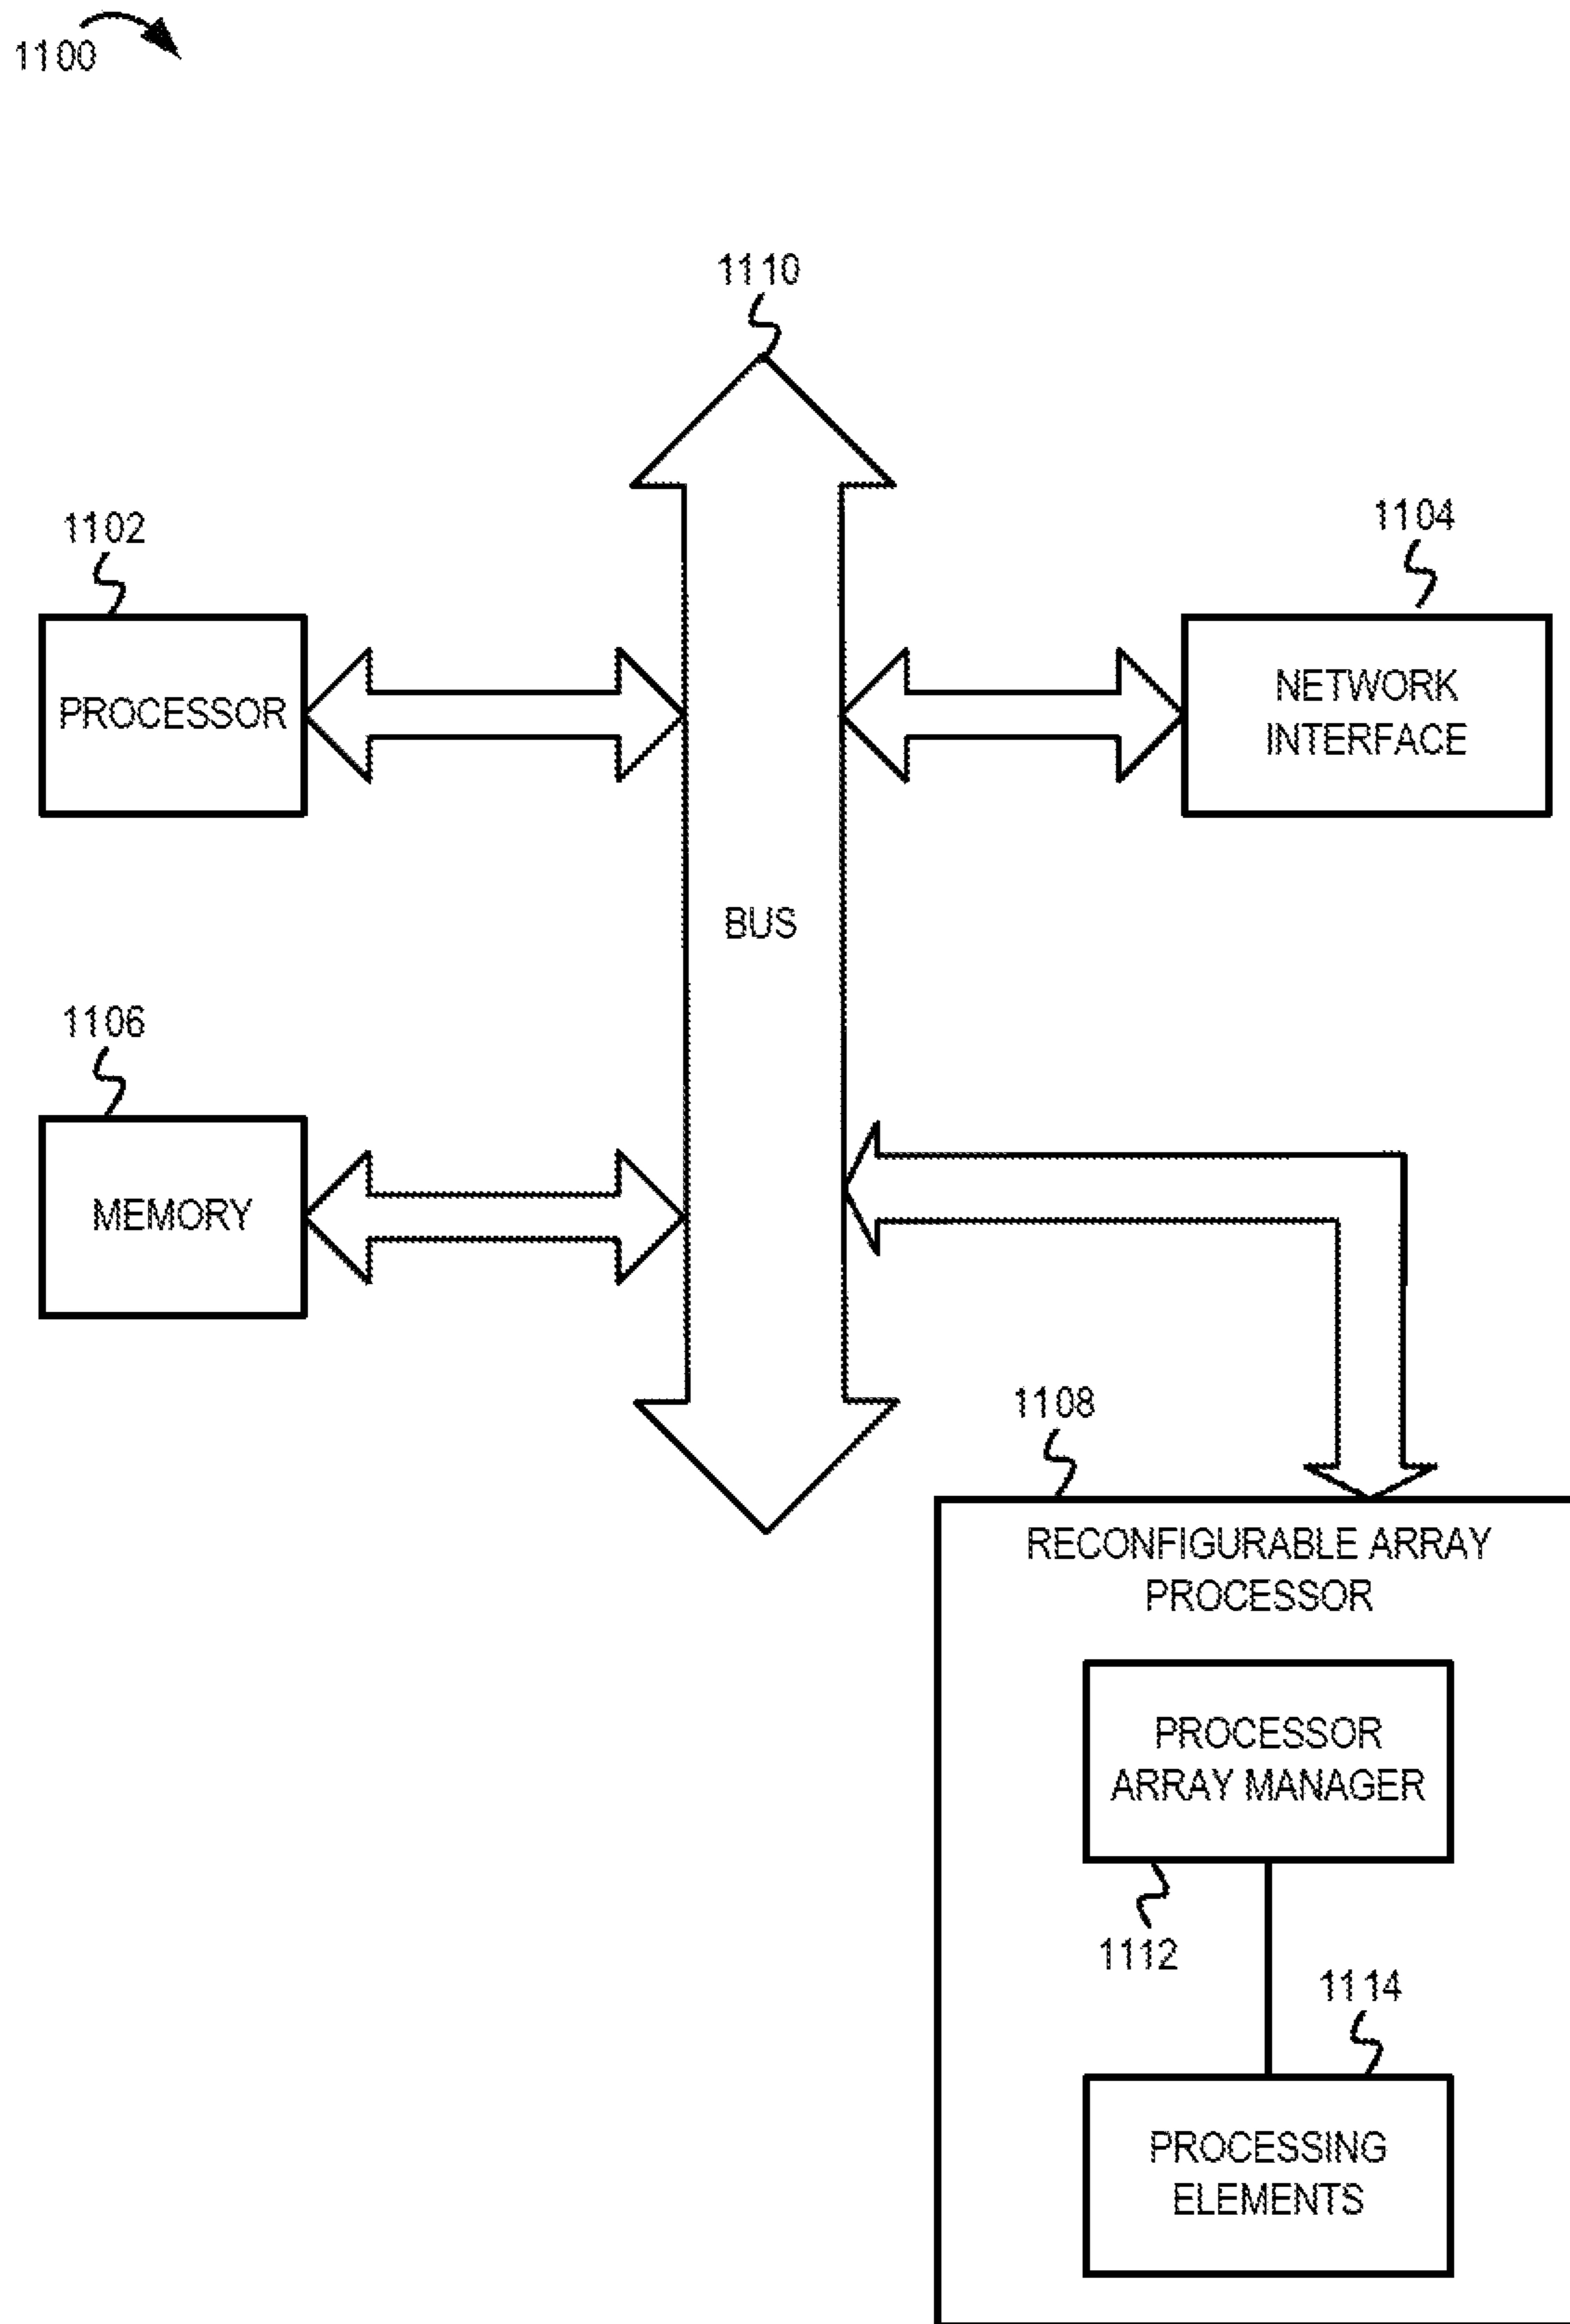 1100
1110
1102
1104
PROCESSOR
NETWORK
INTERFACE
BUS
1106
MEMORY
1108
RECONFIGURABLE ARRAY
PROCESSOR
PROCESSOR
ARRAY MANAGER
1112
1114
PROCESSING
ELEMENTS